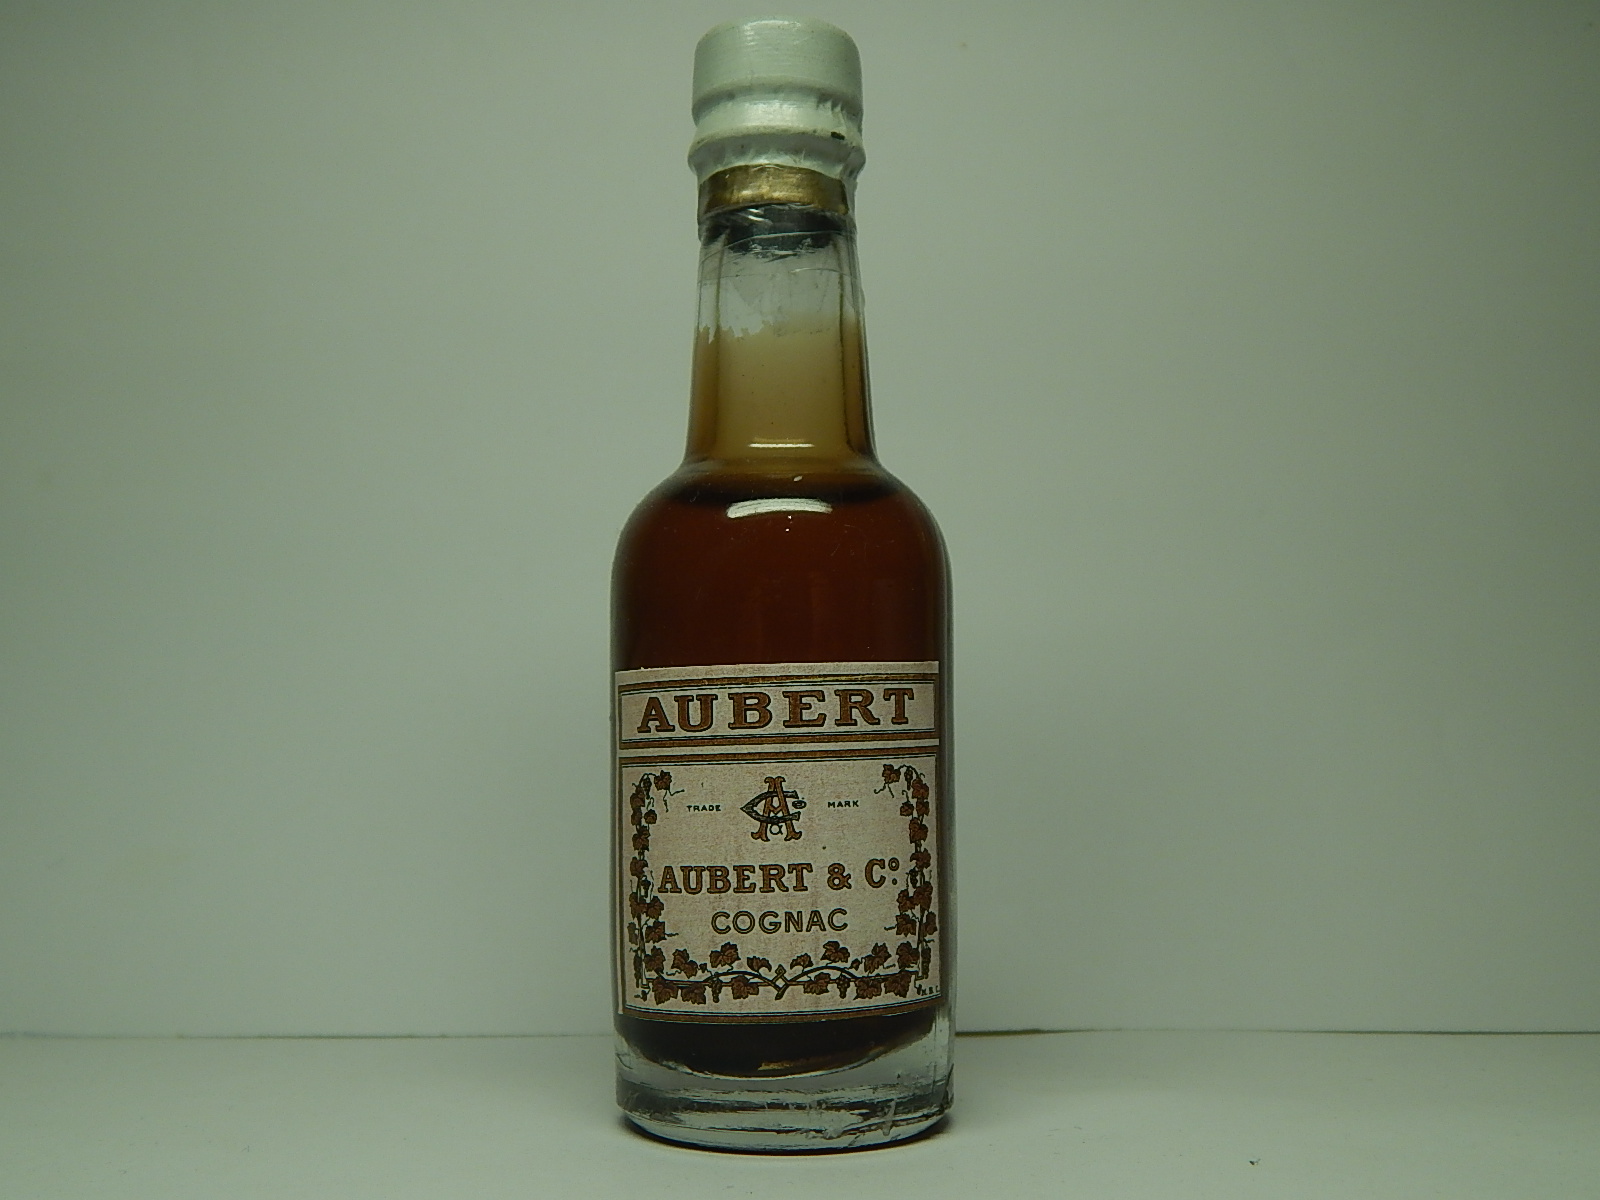 AUBERT
TRADE MARK
AUBERT & Cº
COGNAC